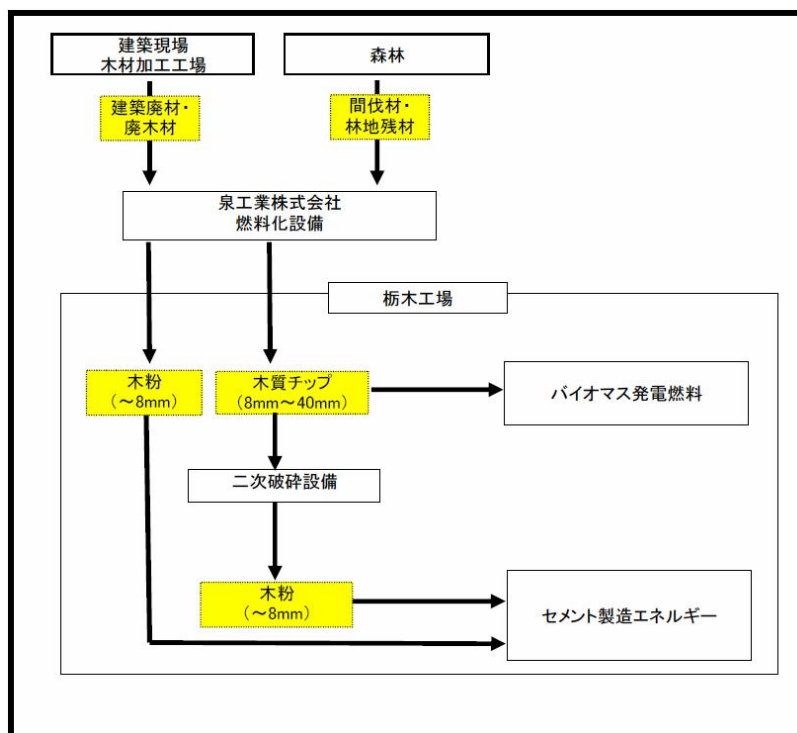 建築現場
木材加工工場
森林
建築廃材・
廃木材
間伐材・
林地残材
泉工業株式会社
燃料化設備
栃木工場
木粉
（～8mm）
木質チップ
（8mm～40mm）
バイオマス発電燃料
二次破砕設備
木粉
（～8mm）
セメント製造エネルギー